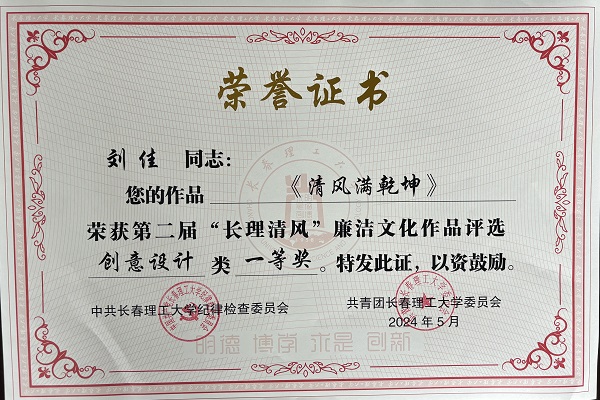 荣誉证书
刘佳 同志：
您的作品 《清风满乾坤》
荣获第二届“长理清风”廉洁文化作品评选
创意设计 类 一等奖 。特发此证，以资鼓励。
中共长春理工大学纪律检查委员会 共青团长春理工大学委员会
2024年5月
明德 博学 求是 创新